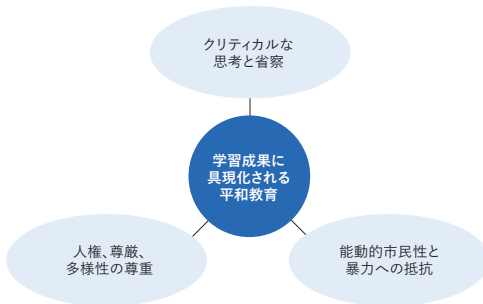 クリティカルな
思考と省察
学習成果に
具現化される
平和教育
人権、尊厳、
多様性の尊重
能動的市民性と
暴力への抵抗